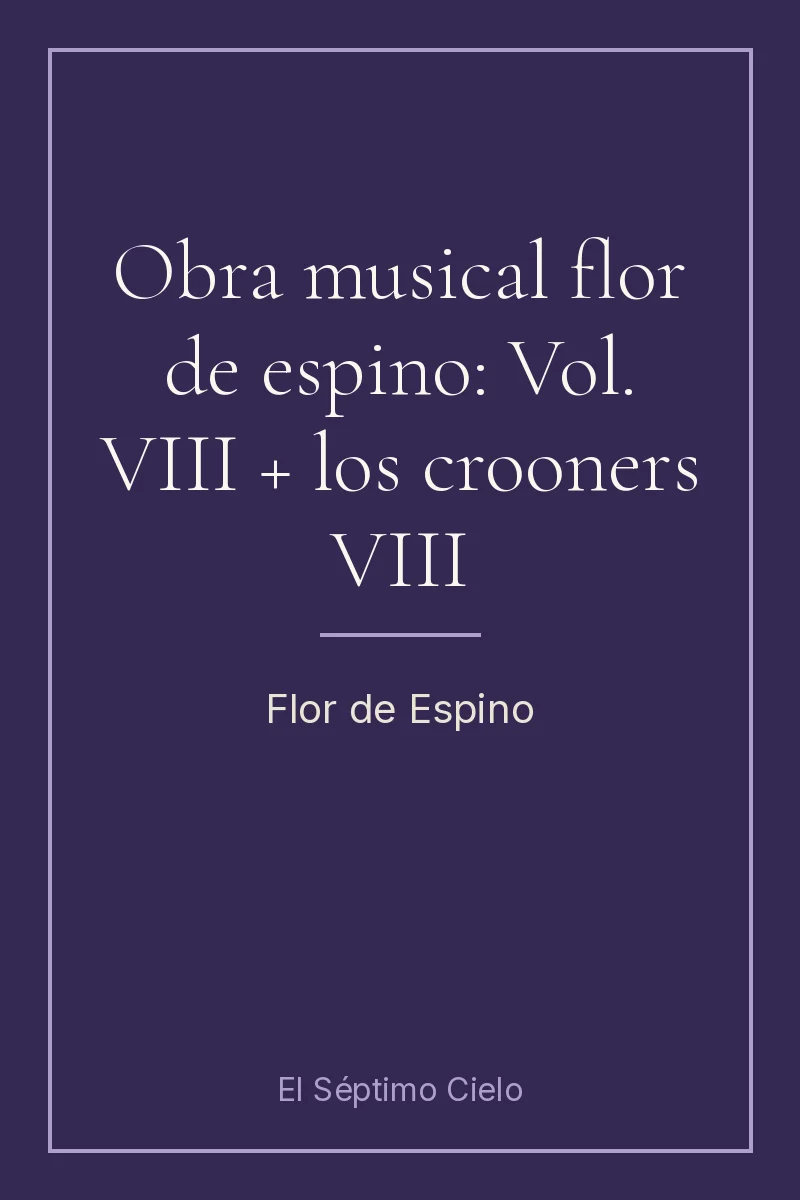 Obra musical flor
de espino: Vol.
VIII + los crooners
VIII
Flor de Espino
El Séptimo Cielo